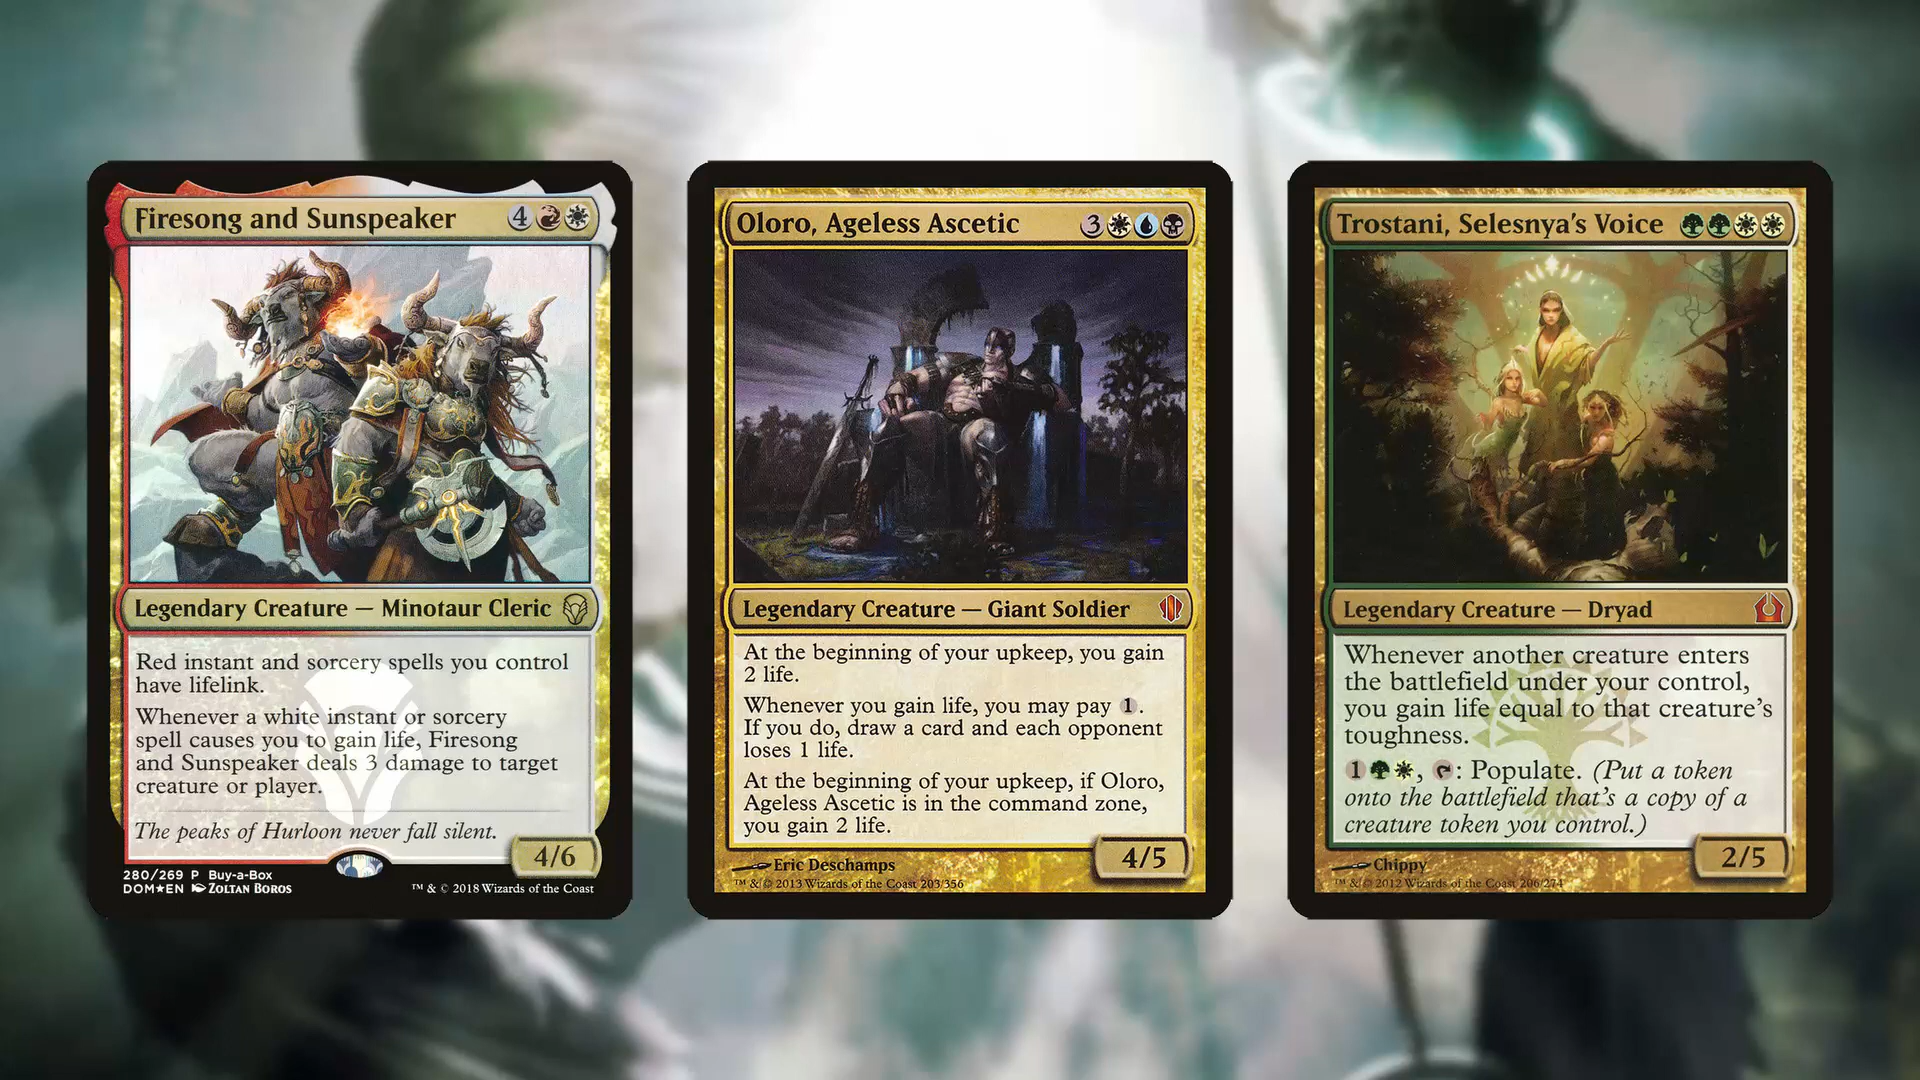 Firesong and Sunspeaker 4
Legendary Creature — Minotaur Cleric
Red instant and sorcery spells you control
have lifelink.
Whenever a white instant or sorcery
spell causes you to gain life, Firesong
and Sunspeaker deals 3 damage to target
creature or player.
The peaks of Hurloon never fall silent.
4/6
280/269 P Buy-a-Box
DOM★EN ZOLTAN BOROS
™ & © 2018 Wizards of the Coast
Oloro, Ageless Ascetic 3
Legendary Creature — Giant Soldier
At the beginning of your upkeep, you gain
2 life.
Whenever you gain life, you may pay 1.
If you do, draw a card and each opponent
loses 1 life.
At the beginning of your upkeep, if Oloro,
Ageless Ascetic is in the command zone,
you gain 2 life.
4/5
Eric Deschamps
™ & © 2013 Wizards of the Coast 203/356
Trostani, Selesnya's Voice
Legendary Creature — Dryad
Whenever another creature enters
the battlefield under your control,
you gain life equal to that creature's
toughness.
1, : Populate. (Put a token
onto the battlefield that's a copy of a
creature token you control.)
2/5
Chippy
™ & © 2012 Wizards of the Coast 206/274